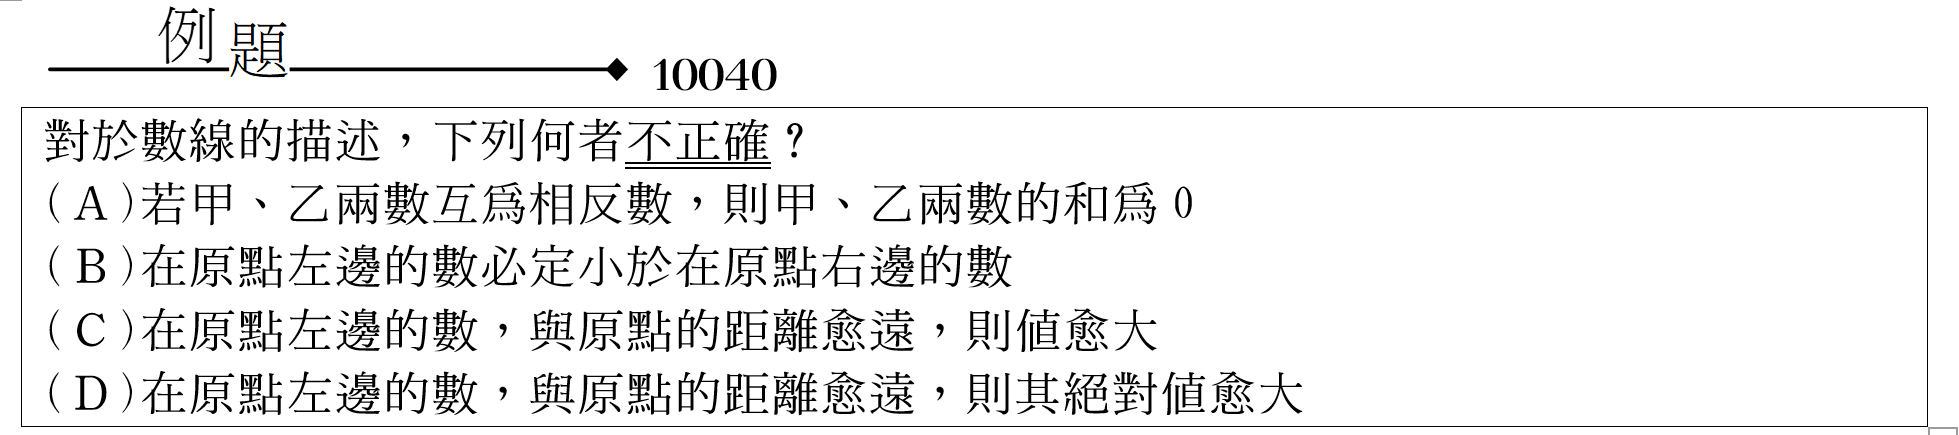 例題 10040
對於數線的描述，下列何者不正確？
(A)若甲、乙兩數互爲相反數，則甲、乙兩數的和爲 0
(B)在原點左邊的數必定小於在原點右邊的數
(C)在原點左邊的數，與原點的距離愈遠，則值愈大
(D)在原點左邊的數，與原點的距離愈遠，則其絕對值愈大